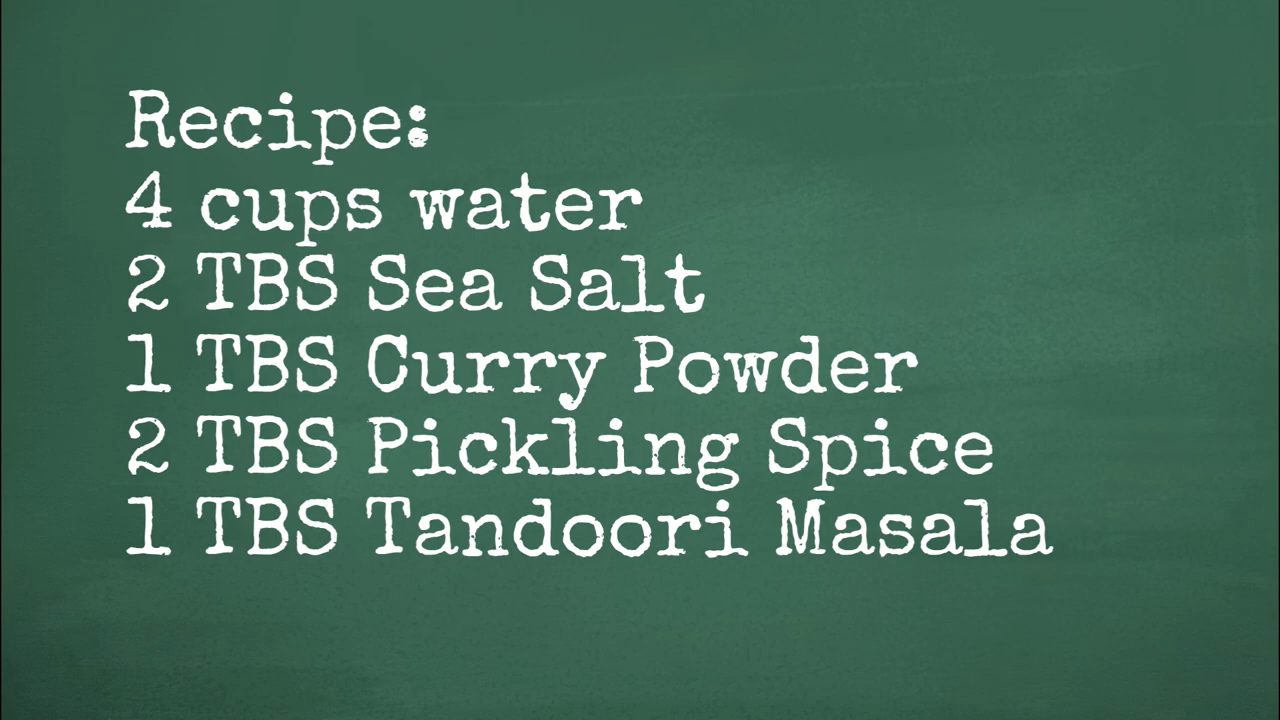 Recipe:
4 cups water
2 TBS Sea Salt
1 TBS Curry Powder
2 TBS Pickling Spice
1 TBS Tandoori Masala